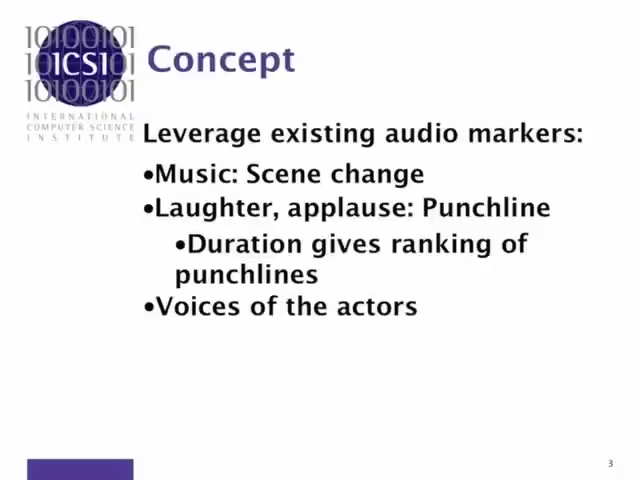 10100101
ICSI
10100101
INTERNATIONAL
COMPUTER SCIENCE
INSTITUTE
Concept
Leverage existing audio markers:
•Music: Scene change
•Laughter, applause: Punchline
•Duration gives ranking of
punchlines
•Voices of the actors
3